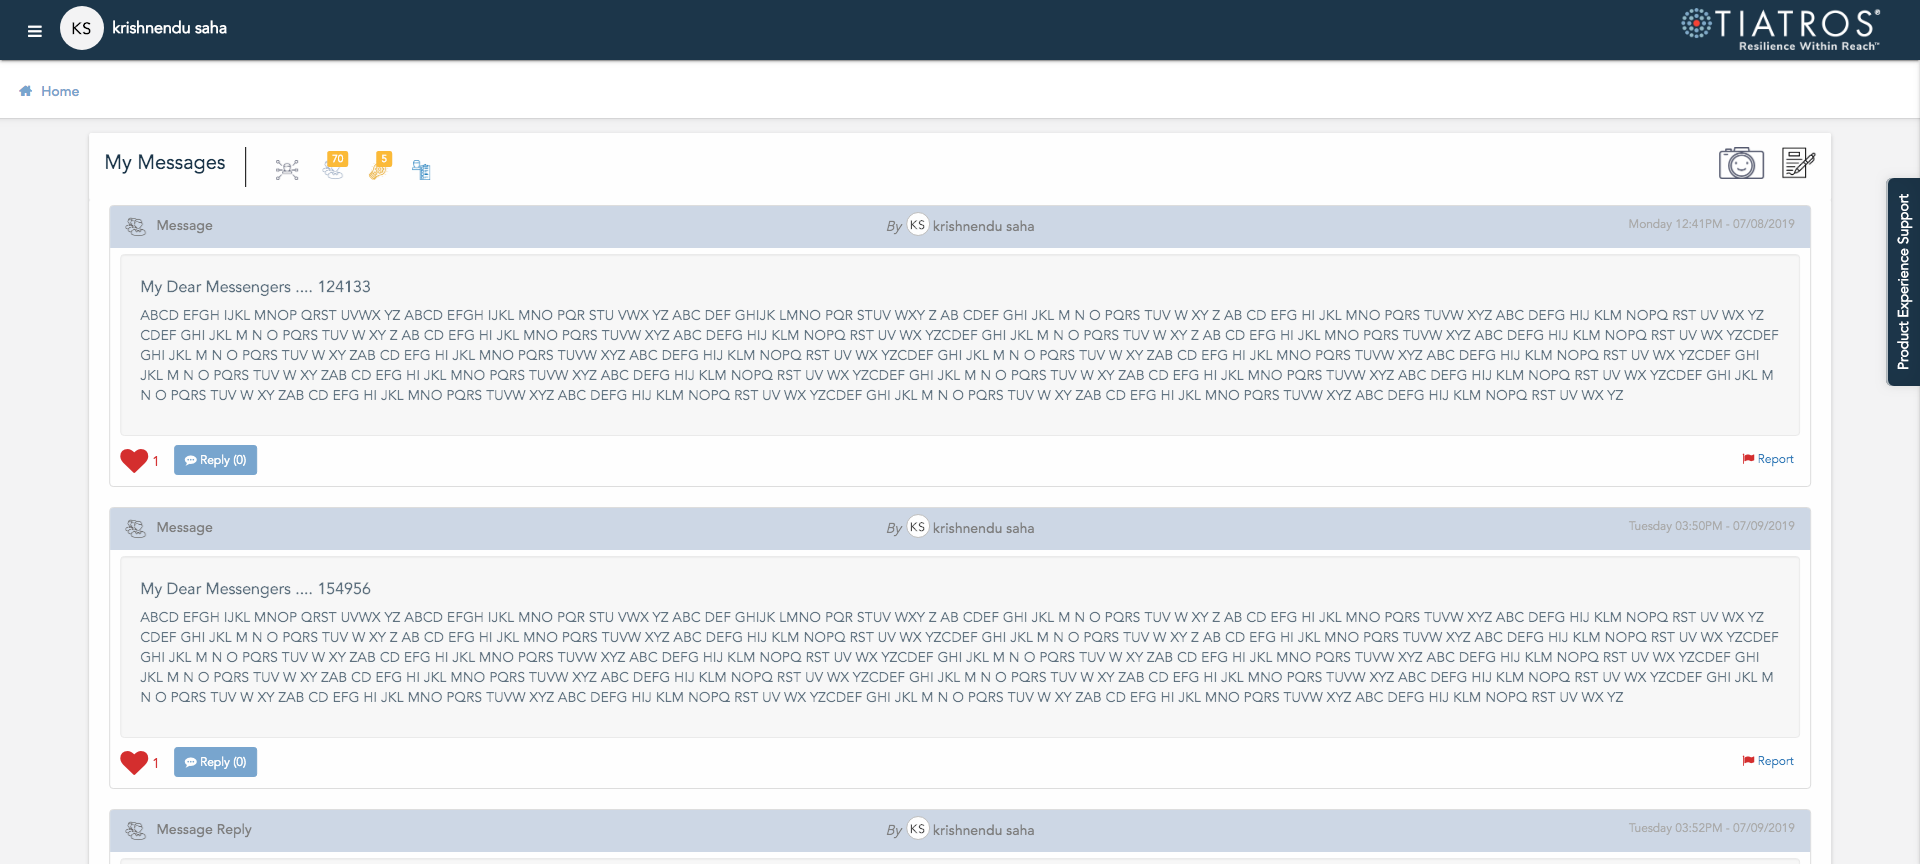 KS krishnendu saha
TIATROS®
Resilience Within Reach™
Home
My Messages
70
5
Product Experience Support
Message
By KS krishnendu saha
Monday 12:41PM - 07/08/2019
My Dear Messengers .... 124133
ABCD EFGH IJKL MNOP QRST UVWX YZ ABCD EFGH IJKL MNO PQR STU VWX YZ ABC DEF GHIJK LMNO PQR STUV WXY Z AB CDEF GHI JKL M N O PQRS TUV W XY Z AB CD EFG HI JKL MNO PQRS TUVW XYZ ABC DEFG HIJ KLM NOPQ RST UV WX YZ
CDEF GHI JKL M N O PQRS TUV W XY Z AB CD EFG HI JKL MNO PQRS TUVW XYZ ABC DEFG HIJ KLM NOPQ RST UV WX YZCDEF GHI JKL M N O PQRS TUV W XY Z AB CD EFG HI JKL MNO PQRS TUVW XYZ ABC DEFG HIJ KLM NOPQ RST UV WX YZCDEF
GHI JKL M N O PQRS TUV W XY ZAB CD EFG HI JKL MNO PQRS TUVW XYZ ABC DEFG HIJ KLM NOPQ RST UV WX YZCDEF GHI JKL M N O PQRS TUV W XY ZAB CD EFG HI JKL MNO PQRS TUVW XYZ ABC DEFG HIJ KLM NOPQ RST UV WX YZCDEF GHI
JKL M N O PQRS TUV W XY ZAB CD EFG HI JKL MNO PQRS TUVW XYZ ABC DEFG HIJ KLM NOPQ RST UV WX YZCDEF GHI JKL M N O PQRS TUV W XY ZAB CD EFG HI JKL MNO PQRS TUVW XYZ ABC DEFG HIJ KLM NOPQ RST UV WX YZCDEF GHI JKL M
N O PQRS TUV W XY ZAB CD EFG HI JKL MNO PQRS TUVW XYZ ABC DEFG HIJ KLM NOPQ RST UV WX YZCDEF GHI JKL M N O PQRS TUV W XY ZAB CD EFG HI JKL MNO PQRS TUVW XYZ ABC DEFG HIJ KLM NOPQ RST UV WX YZ
1
Reply (0)
Report
Message
By KS krishnendu saha
Tuesday 03:50PM - 07/09/2019
My Dear Messengers .... 154956
ABCD EFGH IJKL MNOP QRST UVWX YZ ABCD EFGH IJKL MNO PQR STU VWX YZ ABC DEF GHIJK LMNO PQR STUV WXY Z AB CDEF GHI JKL M N O PQRS TUV W XY Z AB CD EFG HI JKL MNO PQRS TUVW XYZ ABC DEFG HIJ KLM NOPQ RST UV WX YZ
CDEF GHI JKL M N O PQRS TUV W XY Z AB CD EFG HI JKL MNO PQRS TUVW XYZ ABC DEFG HIJ KLM NOPQ RST UV WX YZCDEF GHI JKL M N O PQRS TUV W XY Z AB CD EFG HI JKL MNO PQRS TUVW XYZ ABC DEFG HIJ KLM NOPQ RST UV WX YZCDEF
GHI JKL M N O PQRS TUV W XY ZAB CD EFG HI JKL MNO PQRS TUVW XYZ ABC DEFG HIJ KLM NOPQ RST UV WX YZCDEF GHI JKL M N O PQRS TUV W XY ZAB CD EFG HI JKL MNO PQRS TUVW XYZ ABC DEFG HIJ KLM NOPQ RST UV WX YZCDEF GHI
JKL M N O PQRS TUV W XY ZAB CD EFG HI JKL MNO PQRS TUVW XYZ ABC DEFG HIJ KLM NOPQ RST UV WX YZCDEF GHI JKL M N O PQRS TUV W XY ZAB CD EFG HI JKL MNO PQRS TUVW XYZ ABC DEFG HIJ KLM NOPQ RST UV WX YZCDEF GHI JKL M
N O PQRS TUV W XY ZAB CD EFG HI JKL MNO PQRS TUVW XYZ ABC DEFG HIJ KLM NOPQ RST UV WX YZCDEF GHI JKL M N O PQRS TUV W XY ZAB CD EFG HI JKL MNO PQRS TUVW XYZ ABC DEFG HIJ KLM NOPQ RST UV WX YZ
1
Reply (0)
Report
Message Reply
By KS krishnendu saha
Tuesday 03:52PM - 07/09/2019